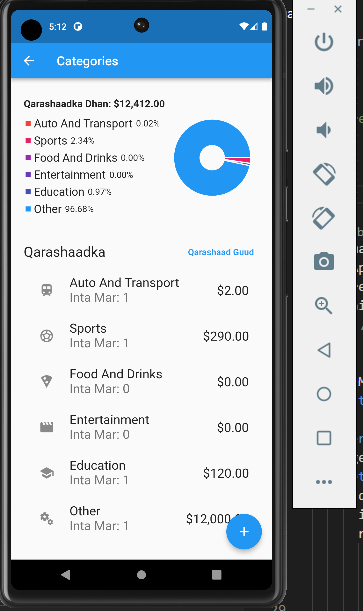 5:12
Categories
Qarashaadka Dhan: $12,412.00
Auto And Transport 0.02%
Sports 2.34%
Food And Drinks 0.00%
Entertainment 0.00%
Education 0.97%
Other 96.68%
Qarashaadka Qarashaad Guud
Auto And Transport
Inta Mar: 1 $2.00
Sports
Inta Mar: 1 $290.00
Food And Drinks
Inta Mar: 0 $0.00
Entertainment
Inta Mar: 0 $0.00
Education
Inta Mar: 1 $120.00
Other
Inta Mar: 1 $12,000
+